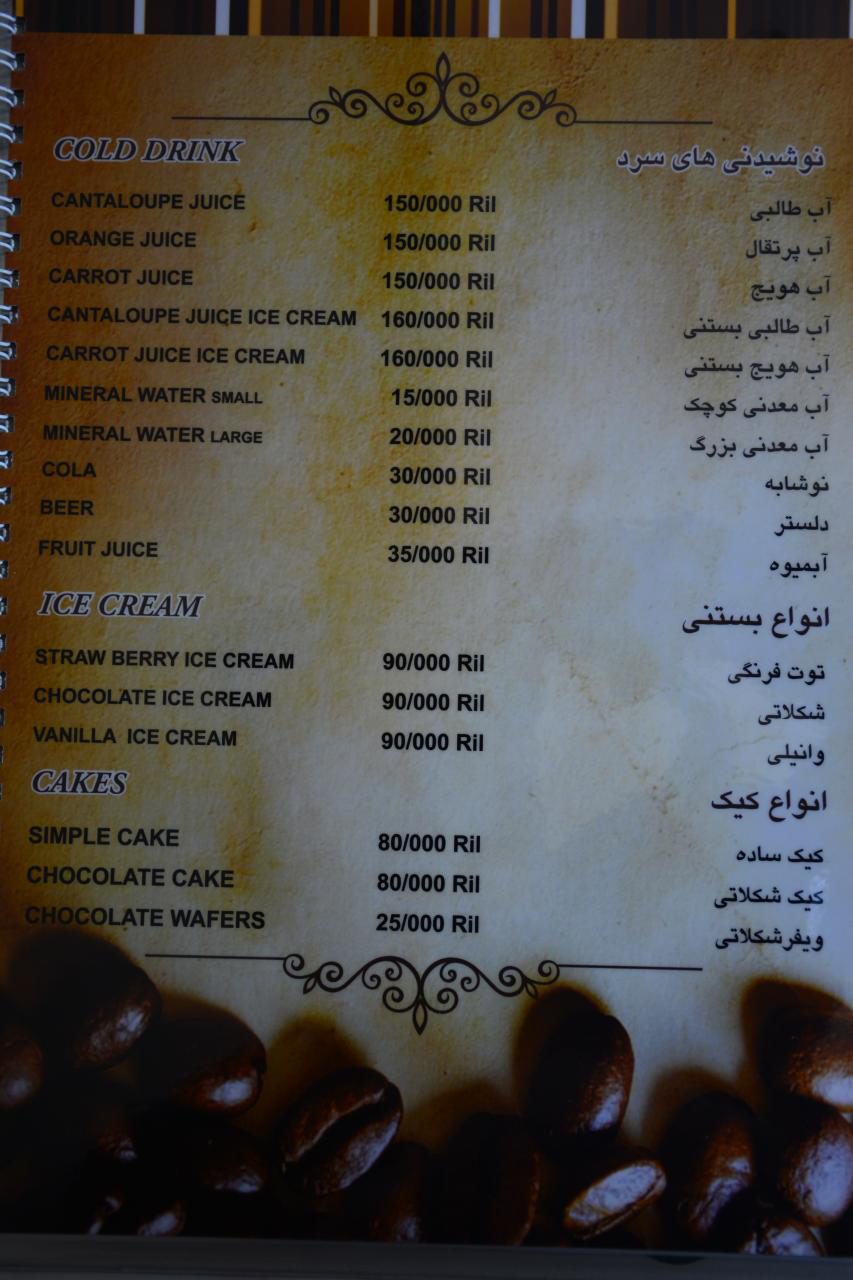 COLD DRINK نوشیدنی های سرد
CANTALOUPE JUICE 150/000 Ril آب طالبی
ORANGE JUICE 150/000 Ril آب پرتقال
CARROT JUICE 150/000 Ril آب هویج
CANTALOUPE JUICE ICE CREAM 160/000 Ril آب طالبی بستنی
CARROT JUICE ICE CREAM 160/000 Ril آب هویج بستنی
MINERAL WATER SMALL 15/000 Ril آب معدنی کوچک
MINERAL WATER LARGE 20/000 Ril آب معدنی بزرگ
COLA 30/000 Ril نوشابه
BEER 30/000 Ril دلستر
FRUIT JUICE 35/000 Ril آبمیوه
ICE CREAM انواع بستنی
STRAW BERRY ICE CREAM 90/000 Ril توت فرنگی
CHOCOLATE ICE CREAM 90/000 Ril شکلاتی
VANILLA ICE CREAM 90/000 Ril وانیلی
CAKES انواع کیک
SIMPLE CAKE 80/000 Ril کیک ساده
CHOCOLATE CAKE 80/000 Ril کیک شکلاتی
CHOCOLATE WAFERS 25/000 Ril ویفرشکلاتی